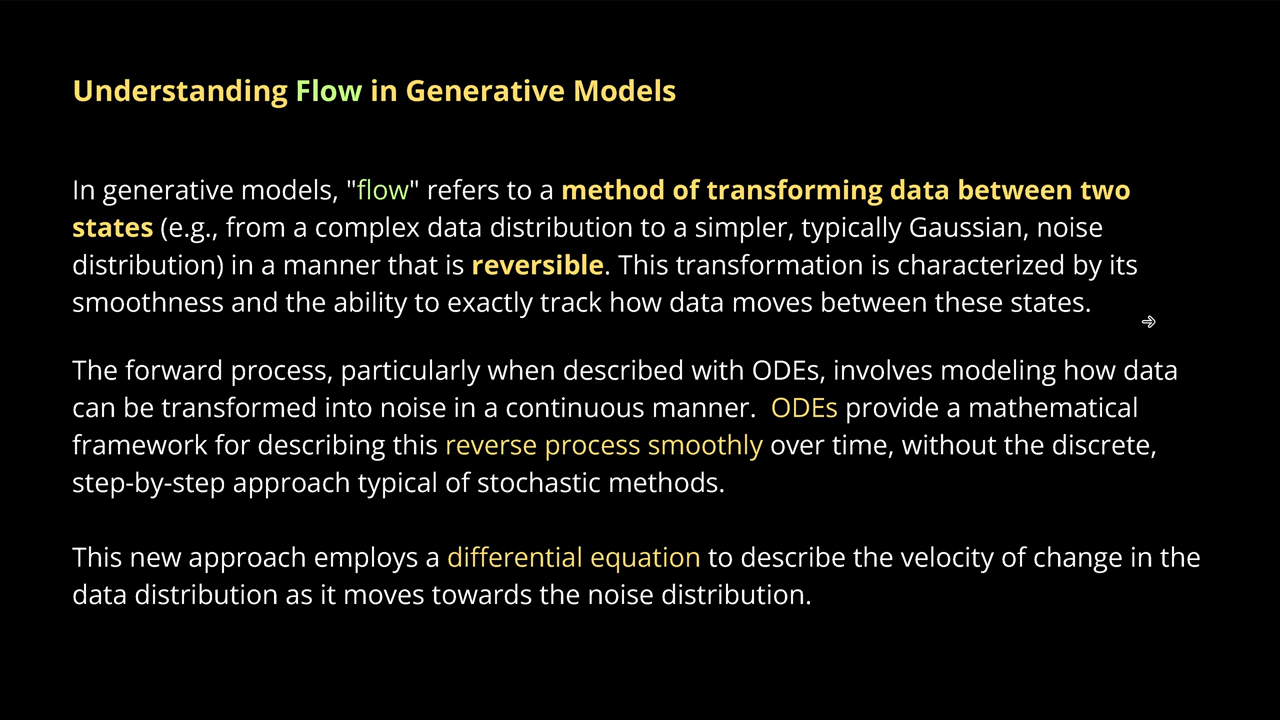 Understanding Flow in Generative Models
In generative models, "flow" refers to a method of transforming data between two
states (e.g., from a complex data distribution to a simpler, typically Gaussian, noise
distribution) in a manner that is reversible. This transformation is characterized by its
smoothness and the ability to exactly track how data moves between these states.
The forward process, particularly when described with ODEs, involves modeling how data
can be transformed into noise in a continuous manner.  ODEs provide a mathematical
framework for describing this reverse process smoothly over time, without the discrete,
step-by-step approach typical of stochastic methods.
This new approach employs a differential equation to describe the velocity of change in the
data distribution as it moves towards the noise distribution.